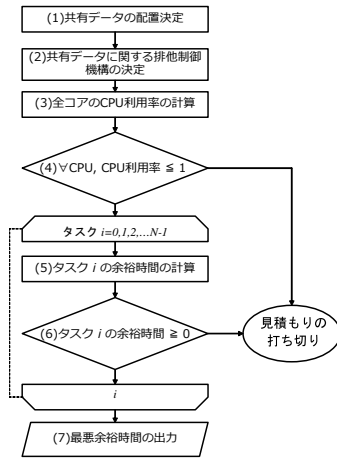 (1)共有データの配置決定
(2)共有データに関する排他制御
機構の決定
(3)全コアのCPU利用率の計算
(4)∀CPU, CPU利用率 ≦ 1
タスク i=0,1,2,...N-1
(5)タスク i の余裕時間の計算
(6)タスク i の余裕時間 ≧ 0
見積もりの
打ち切り
i
(7)最悪余裕時間の出力